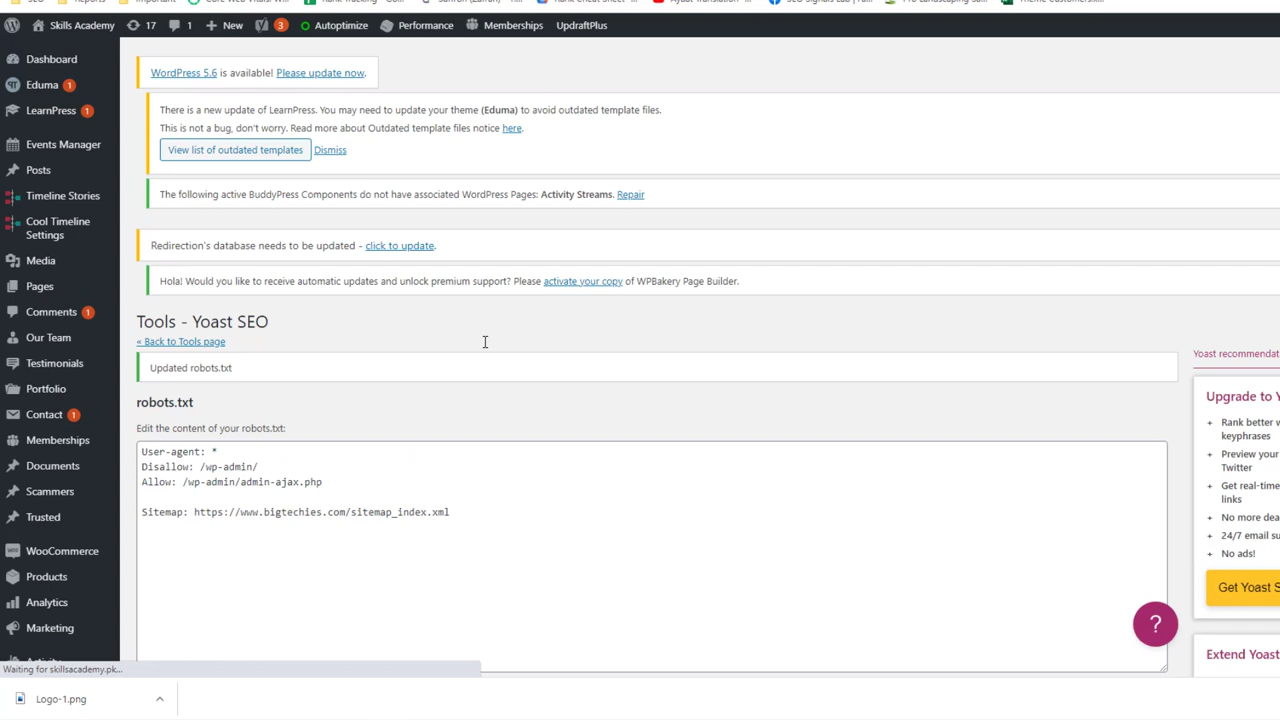 Skills Academy 17 1 + New 3 Autoptimize Performance Memberships UpdraftPlus
Dashboard
Eduma 1
LearnPress 1
Events Manager
Posts
Timeline Stories
Cool Timeline
Settings
Media
Pages
Comments 1
Our Team
Testimonials
Portfolio
Contact 1
Memberships
Documents
Scammers
Trusted
WooCommerce
Products
Analytics
Marketing
WordPress 5.6 is available! Please update now.
There is a new update of LearnPress. You may need to update your theme (Eduma) to avoid outdated template files.
This is not a bug, don't worry. Read more about Outdated template files notice here.
View list of outdated templates Dismiss
The following active BuddyPress Components do not have associated WordPress Pages: Activity Streams. Repair
Redirection's database needs to be updated - click to update.
Hola! Would you like to receive automatic updates and unlock premium support? Please activate your copy of WPBakery Page Builder.
Tools - Yoast SEO
« Back to Tools page
Updated robots.txt
robots.txt
Edit the content of your robots.txt:
User-agent: *
Disallow: /wp-admin/
Allow: /wp-admin/admin-ajax.php
Sitemap: https://www.bigtechies.com/sitemap_index.xml
Yoast recommendat
Upgrade to Y
+ Rank better w
keyphrases
+ Preview your
Twitter
+ Get real-time
links
+ No more dea
+ 24/7 email su
+ No ads!
Get Yoast S
?
Extend Yoast
Waiting for skillsacademy.pk...
Logo-1.png